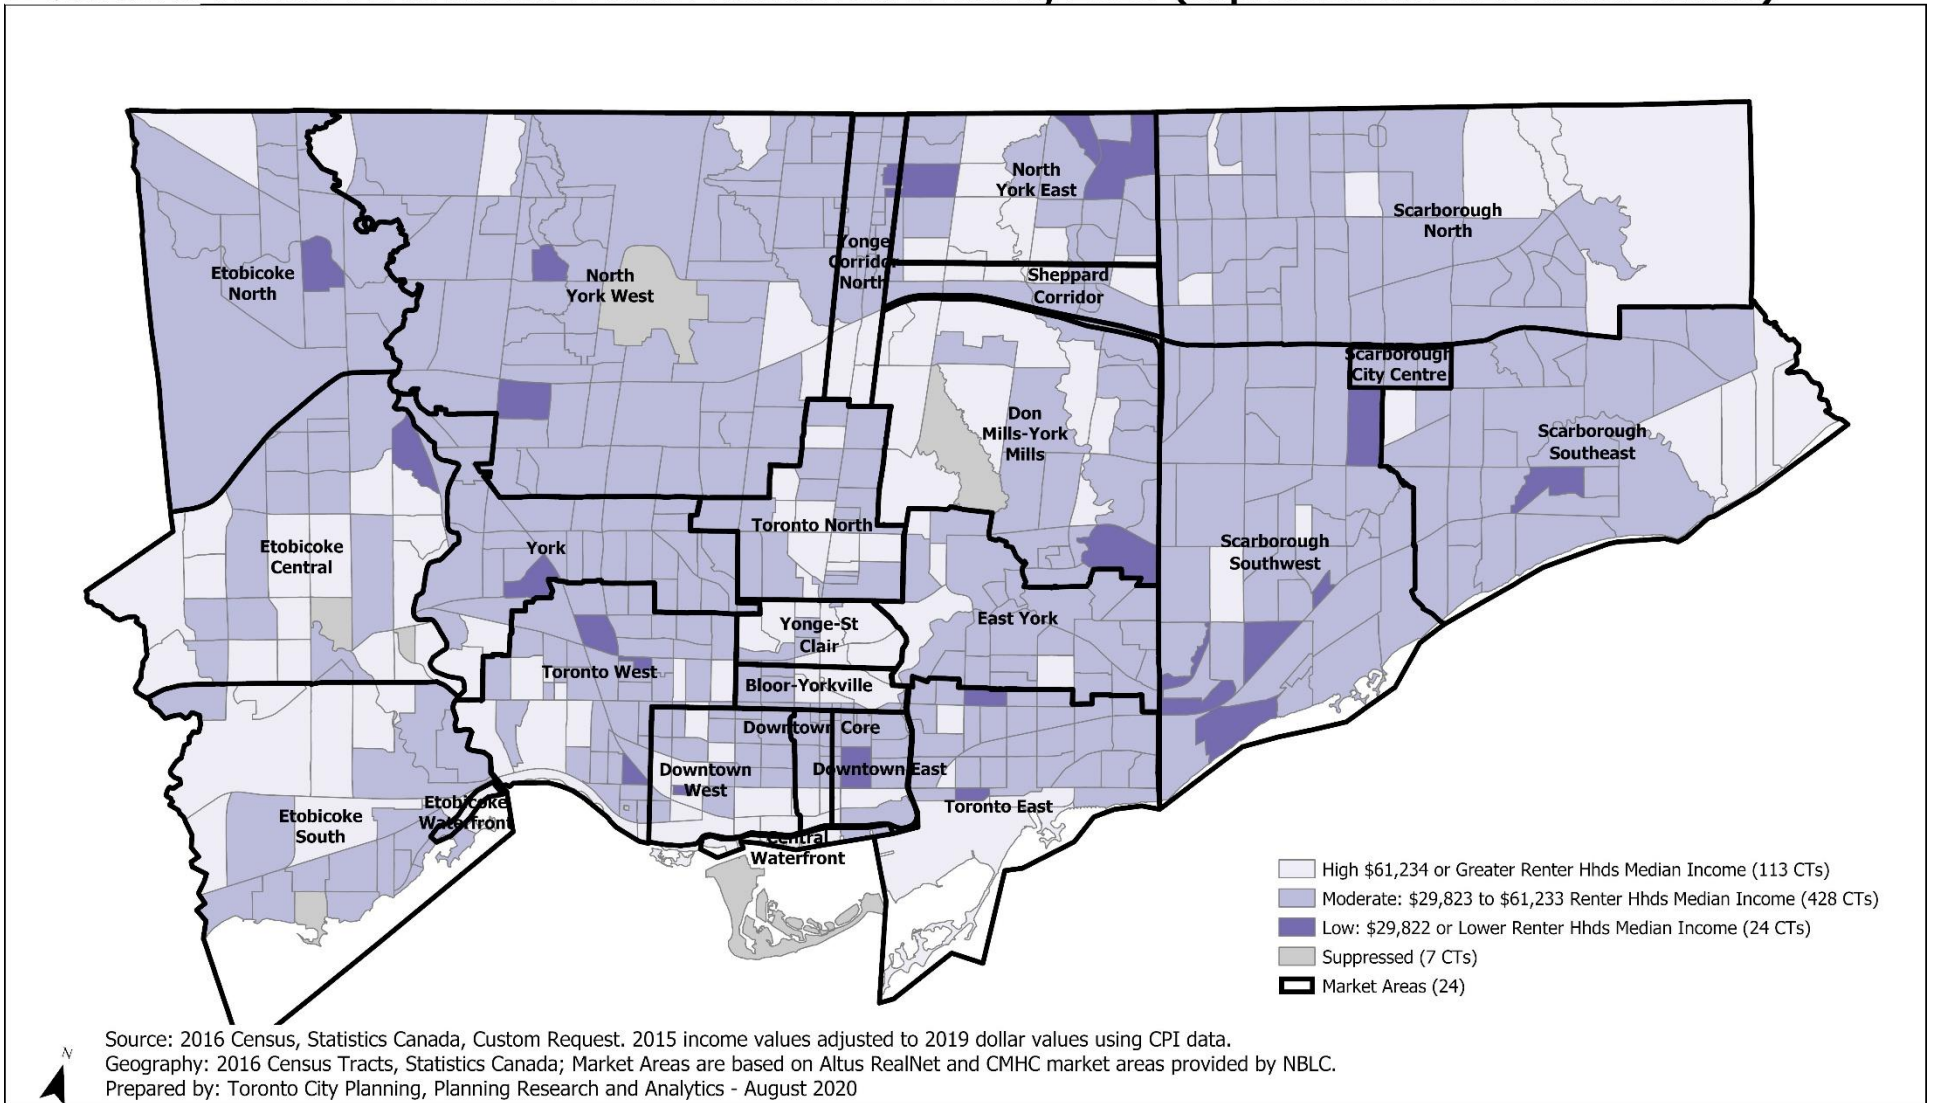 North
York East
Scarborough
North
Yonge
Corridor
North
Etobicoke
North
North
York West
Sheppard
Corridor
Scarborough
City Centre
Don
Mills-York
Mills
Scarborough
Southeast
Toronto North
Etobicoke
Central
York
Scarborough
Southwest
Yonge-St
Clair
East York
Toronto West
Bloor-Yorkville
Downtown Core
Downtown
West
Downtown East
Etobicoke
Waterfront
Toronto East
Etobicoke
South
Central
Waterfront
High $61,234 or Greater Renter Hhds Median Income (113 CTs)
Moderate: $29,823 to $61,233 Renter Hhds Median Income (428 CTs)
Low: $29,822 or Lower Renter Hhds Median Income (24 CTs)
Suppressed (7 CTs)
Market Areas (24)
Source: 2016 Census, Statistics Canada, Custom Request. 2015 income values adjusted to 2019 dollar values using CPI data.
N
Geography: 2016 Census Tracts, Statistics Canada; Market Areas are based on Altus RealNet and CMHC market areas provided by NBLC.
Prepared by: Toronto City Planning, Planning Research and Analytics - August 2020